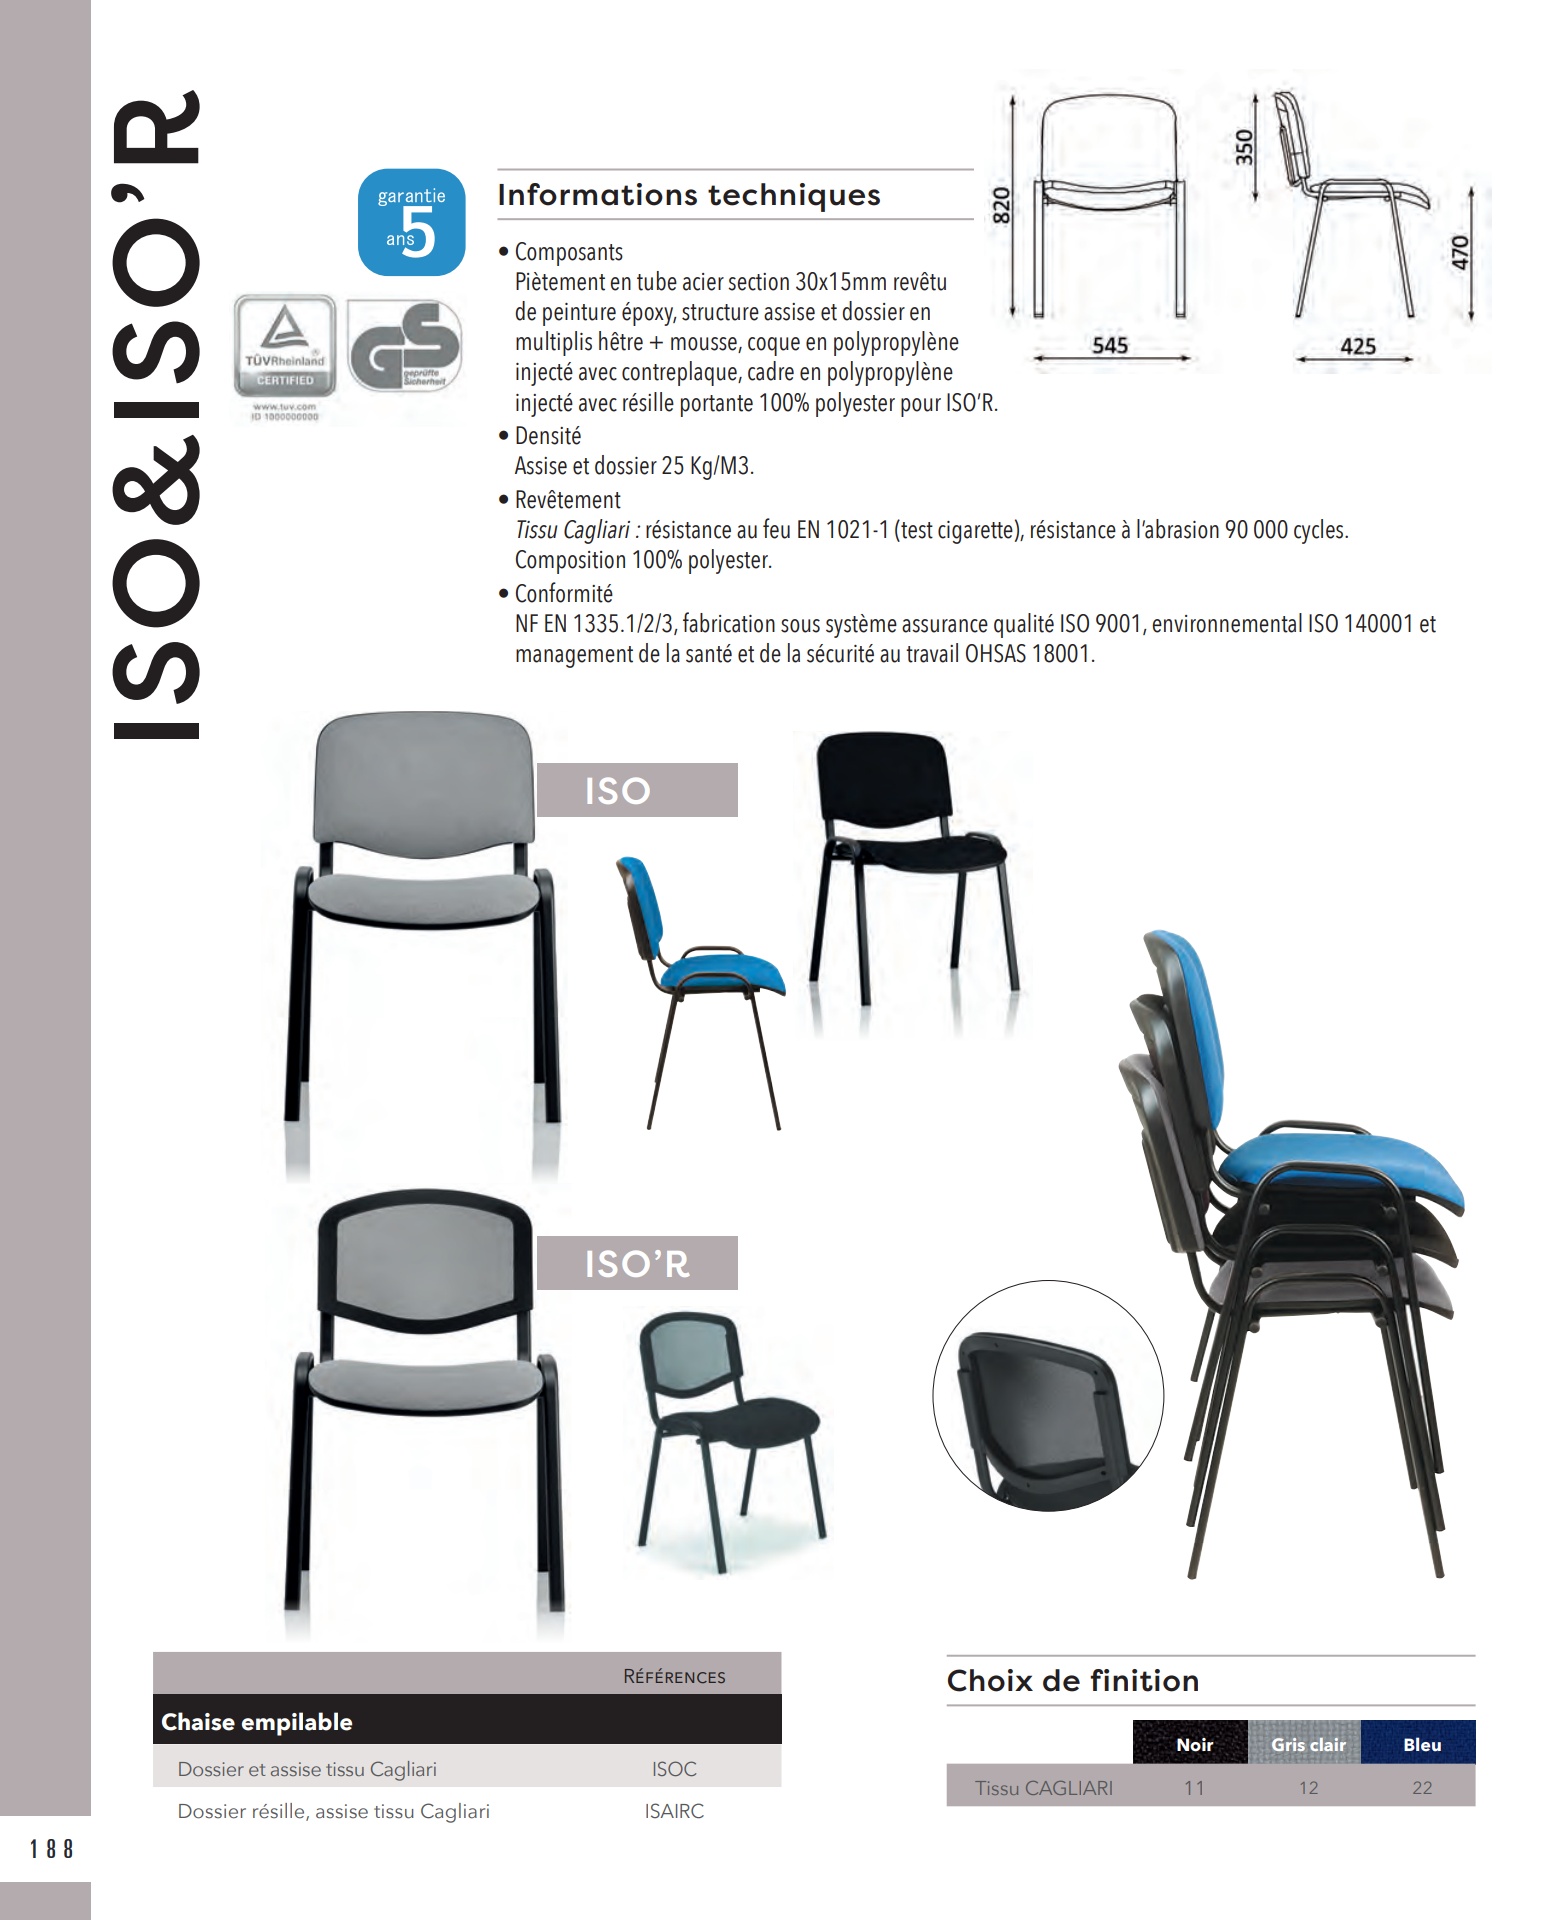 ISO&ISO’R
garantie
5
ans
TÜVRheinland
CERTIFIED
www.tuv.com
ID 1000000000
GS
geprüfte
Sicherheit
Informations techniques
820
545
350
470
425
• Composants
Piètement en tube acier section 30x15mm revêtu
de peinture époxy, structure assise et dossier en
multiplis hêtre + mousse, coque en polypropylène
injecté avec contreplaque, cadre en polypropylène
injecté avec résille portante 100% polyester pour ISO’R.
• Densité
Assise et dossier 25 Kg/M3.
• Revêtement
Tissu Cagliari : résistance au feu EN 1021-1 (test cigarette), résistance à l’abrasion 90 000 cycles.
Composition 100% polyester.
• Conformité
NF EN 1335.1/2/3, fabrication sous système assurance qualité ISO 9001, environnemental ISO 140001 et
management de la santé et de la sécurité au travail OHSAS 18001.
ISO
ISO’R
RÉFÉRENCES
Chaise empilable
Dossier et assise tissu Cagliari ISOC
Dossier résille, assise tissu Cagliari ISAIRC
Choix de finition
Noir Gris clair Bleu
Tissu CAGLIARI 11 12 22
188